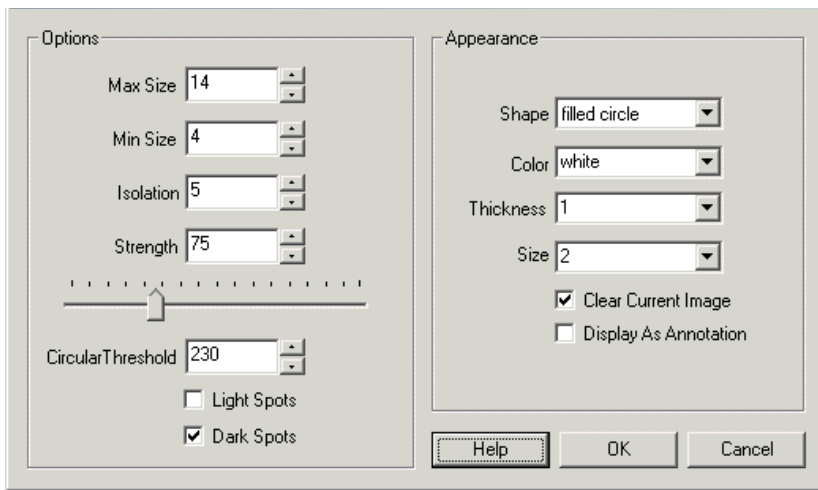 Options
Max Size 14
Min Size 4
Isolation 5
Strength 75
CircularThreshold 230
Light Spots
Dark Spots
Appearance
Shape filled circle
Color white
Thickness 1
Size 2
Clear Current Image
Display As Annotation
Help OK Cancel